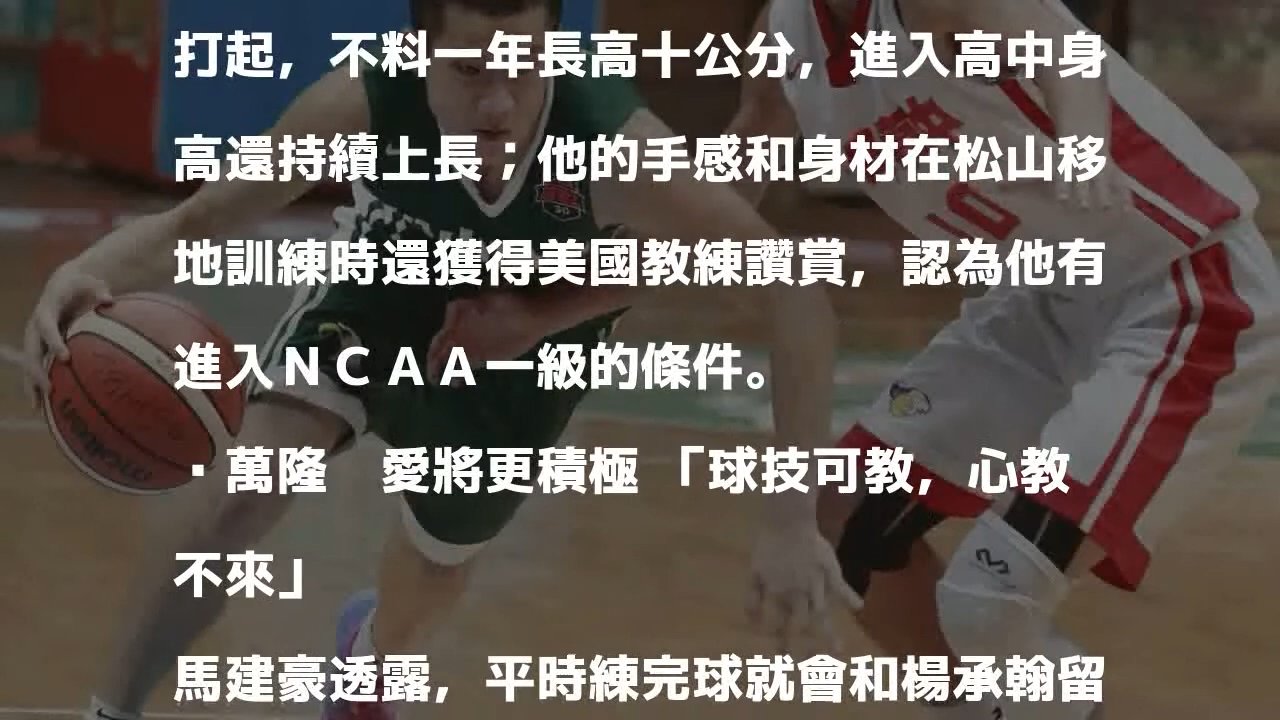 打起，不料一年長高十公分，進入高中身
高還持續上長；他的手感和身材在松山移
地訓練時還獲得美國教練讚賞，認為他有
進入ＮＣＡＡ一級的條件。
▪萬隆　愛將更積極 「球技可教，心教
不來」
馬建豪透露，平時練完球就會和楊承翰留
10